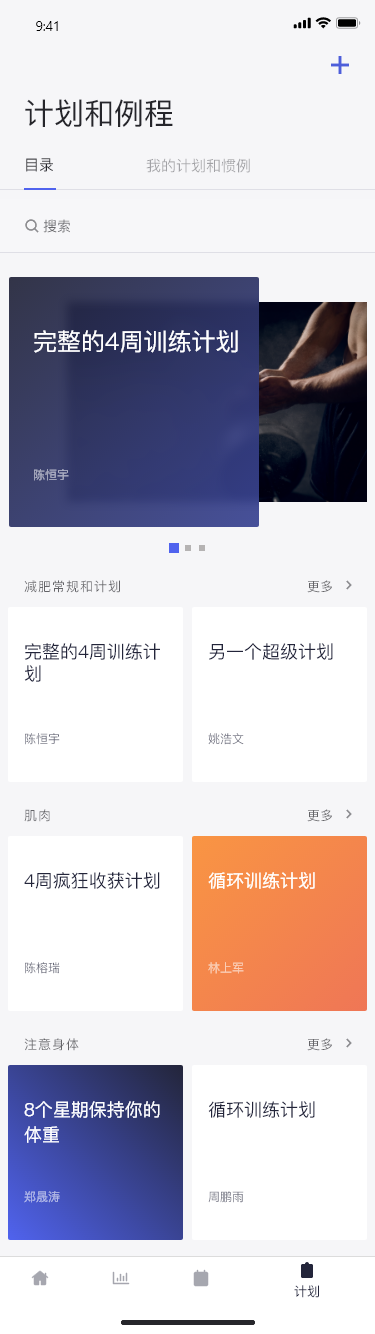 9:41
计划和例程
目录
我的计划和惯例
搜索
完整的4周训练计划
陈恒宇
减肥常规和计划
更多
完整的4周训练计
划
陈恒宇
另一个超级计划
姚浩文
肌肉
更多
4周疯狂收获计划
陈榕瑞
循环训练计划
林上军
注意身体
更多
8个星期保持你的
体重
郑晟涛
循环训练计划
周鹏雨
计划